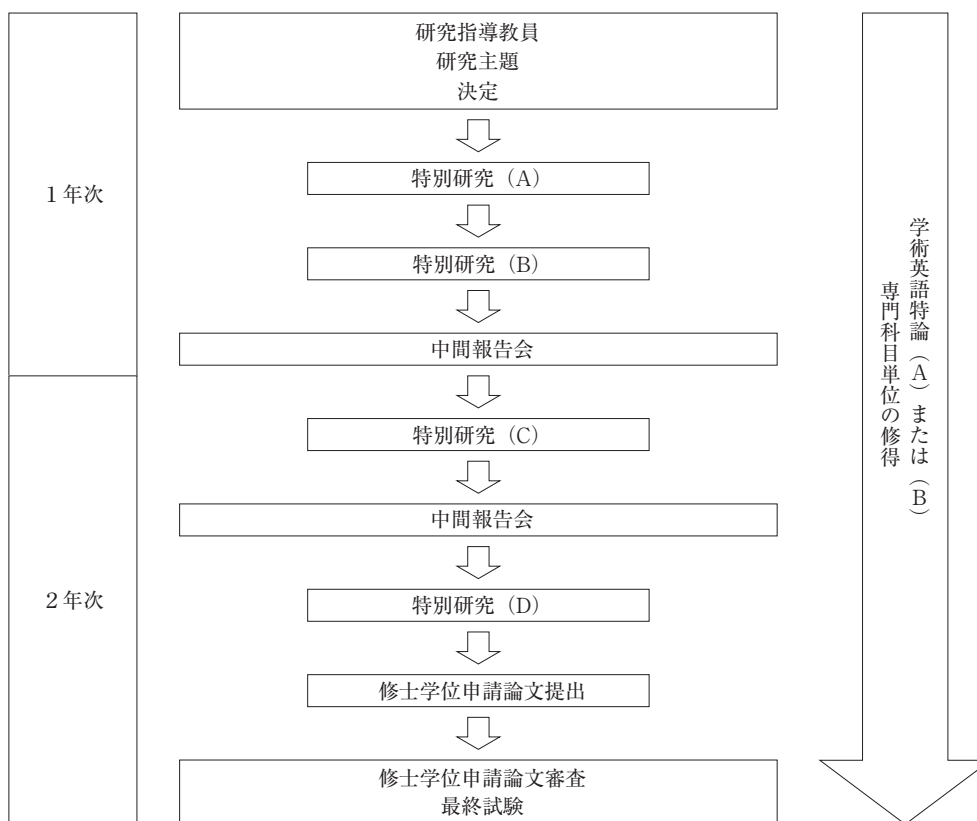 1年次
研究指導教員
研究主題
決定
特別研究（A）
特別研究（B）
中間報告会
2年次
特別研究（C）
中間報告会
特別研究（D）
修士学位申請論文提出
修士学位申請論文審査
最終試験
学術英語特論（A）または（B）
専門科目単位の修得